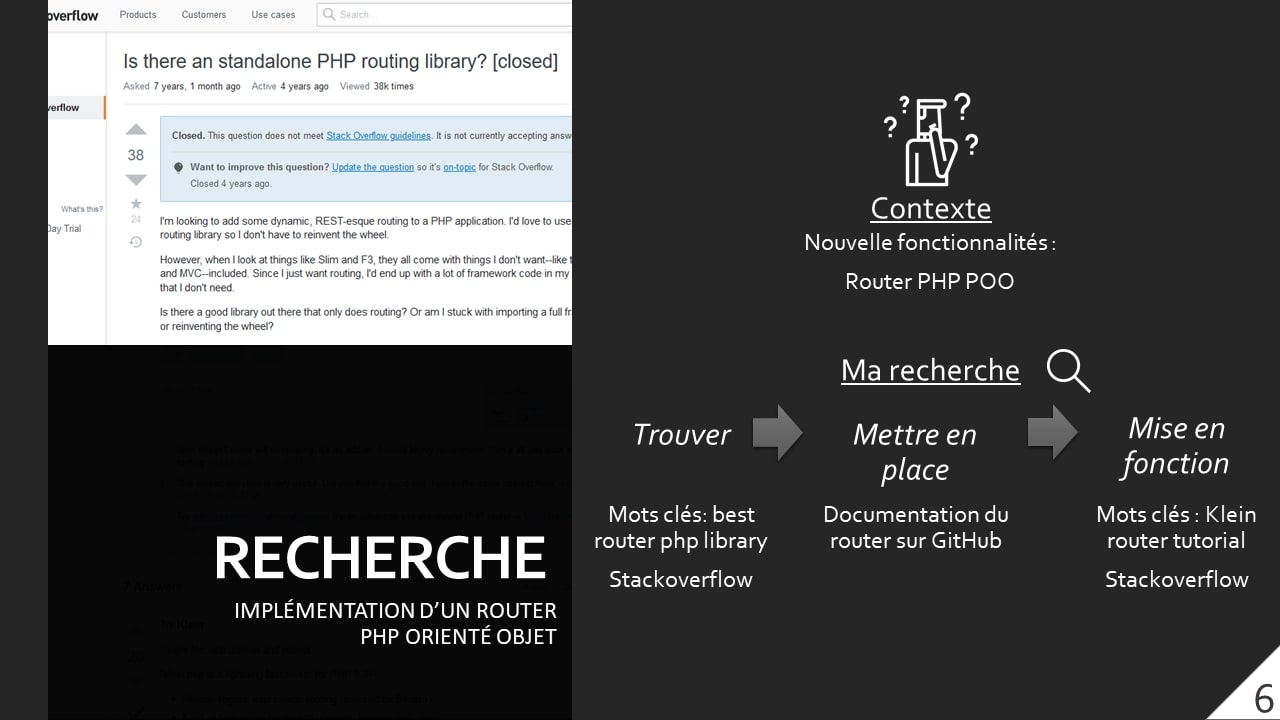 overflow Products Customers Use cases Search…
Is there an standalone PHP routing library? [closed]
Asked 7 years, 1 month ago Active 4 years ago Viewed 38k times
verflow
38
24
Closed. This question does not meet Stack Overflow guidelines. It is not currently accepting answ
Want to improve this question? Update the question so it's on-topic for Stack Overflow.
Closed 4 years ago.
What's this?
Day Trial
I'm looking to add some dynamic, REST-esque routing to a PHP application. I'd love to use
routing library so I don't have to reinvent the wheel.
However, when I look at things like Slim and F3, they all come with things I don't want--like t
and MVC--included. Since I just want routing, I'd end up with a lot of framework code in my
that I don't need.
Is there a good library out there that only does routing? Or am I stuck with importing a full fr
or reinventing the wheel?
7 Answers
RECHERCHE
IMPLÉMENTATION D'UN ROUTER
PHP ORIENTÉ OBJET
Contexte
Nouvelle fonctionnalités :
Router PHP POO
Ma recherche
Trouver
Mots clés: best
router php library
Stackoverflow
Mettre en
place
Documentation du
router sur GitHub
Mise en
fonction
Mots clés : Klein
router tutorial
Stackoverflow
6